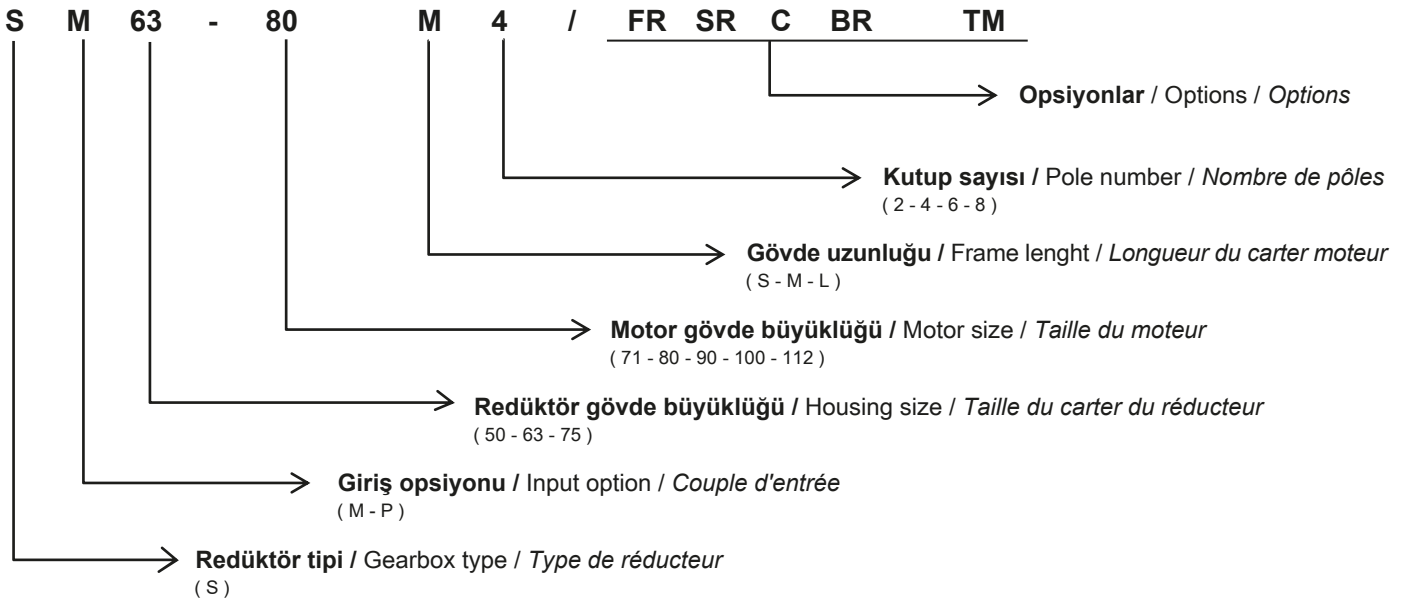 S M 63 - 80 M 4 / FR SR C BR TM
Opsiyonlar / Options / Options
Kutup sayısı / Pole number / Nombre de pôles
( 2 - 4 - 6 - 8 )
Gövde uzunluğu / Frame lenght / Longueur du carter moteur
( S - M - L )
Motor gövde büyüklüğü / Motor size / Taille du moteur
( 71 - 80 - 90 - 100 - 112 )
Redüktör gövde büyüklüğü / Housing size / Taille du carter du réducteur
( 50 - 63 - 75 )
Giriş opsiyonu / Input option / Couple d'entrée
( M - P )
Redüktör tipi / Gearbox type / Type de réducteur
( S )